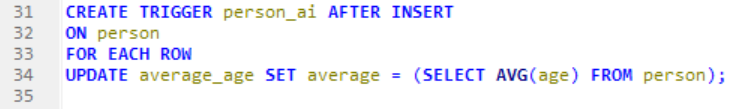 31 CREATE TRIGGER person_ai AFTER INSERT
32 ON person
33 FOR EACH ROW
34 UPDATE average_age SET average = (SELECT AVG(age) FROM person);
35